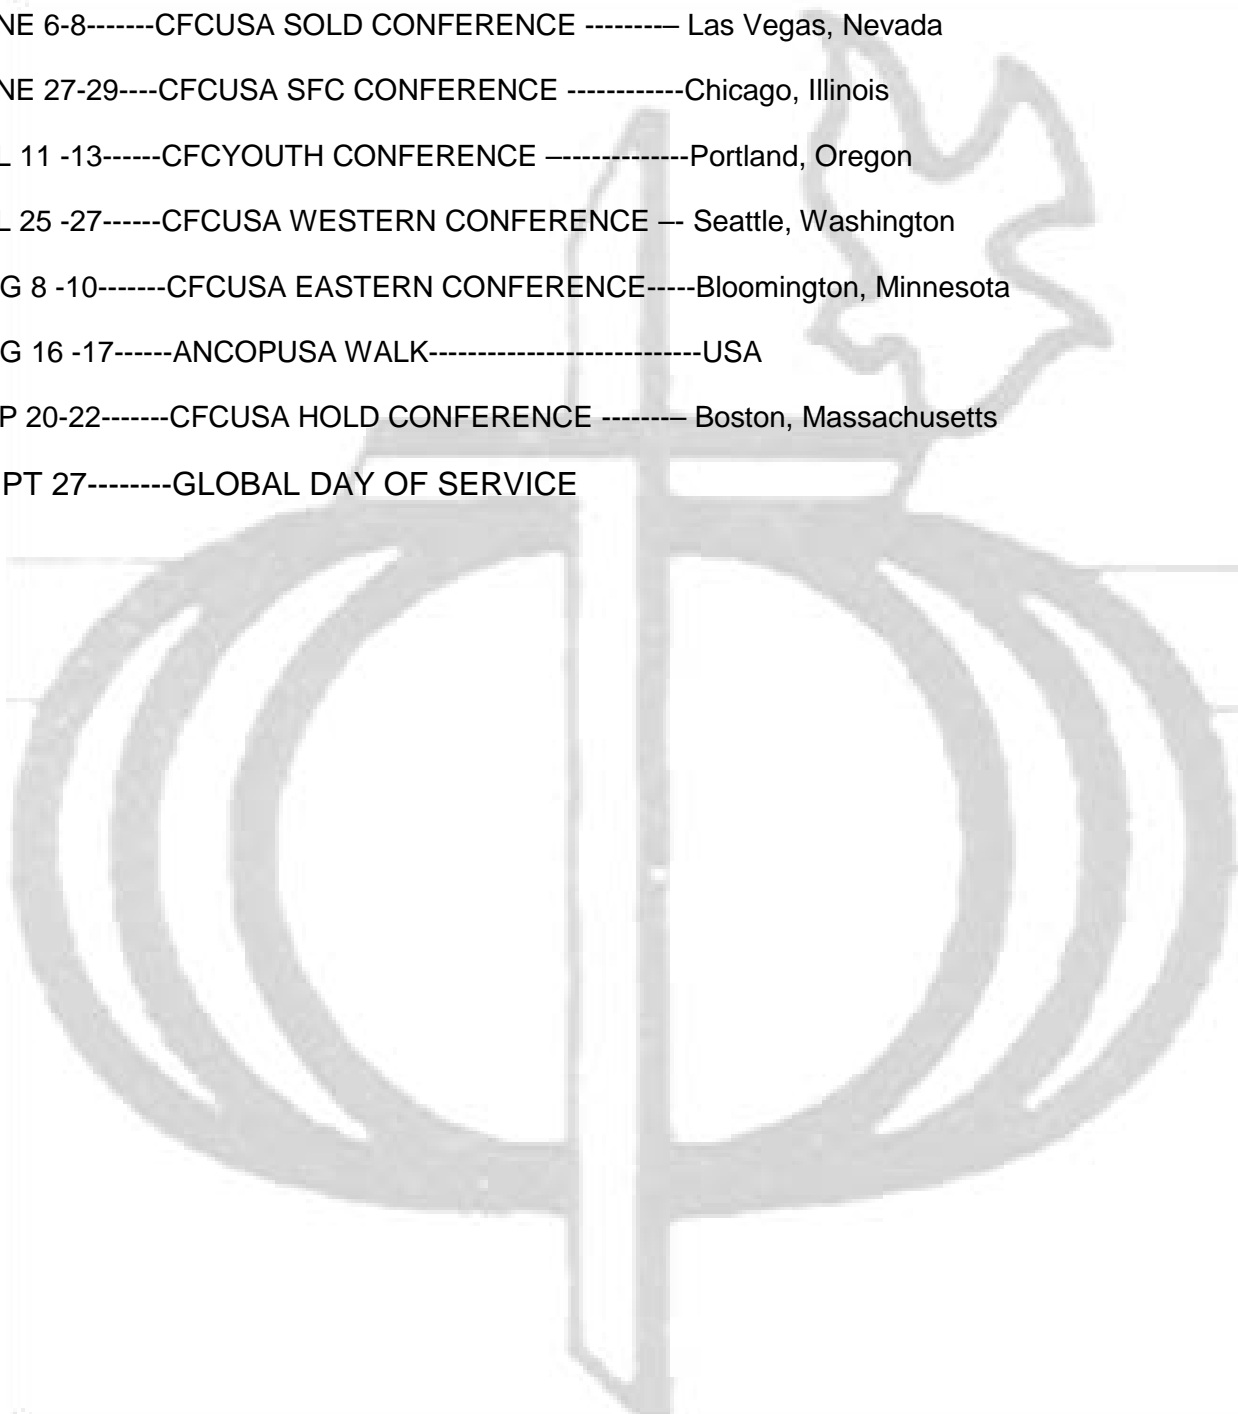 NE 6-8-------CFCUSA SOLD CONFERENCE --------– Las Vegas, Nevada
NE 27-29----CFCUSA SFC CONFERENCE ------------Chicago, Illinois
L 11 -13------CFCYOUTH CONFERENCE –-------------Portland, Oregon
L 25 -27------CFCUSA WESTERN CONFERENCE –- Seattle, Washington
G 8 -10-------CFCUSA EASTERN CONFERENCE-----Bloomington, Minnesota
G 16 -17------ANCOPUSA WALK----------------------------USA
P 20-22-------CFCUSA HOLD CONFERENCE -------– Boston, Massachusetts
PT 27--------GLOBAL DAY OF SERVICE